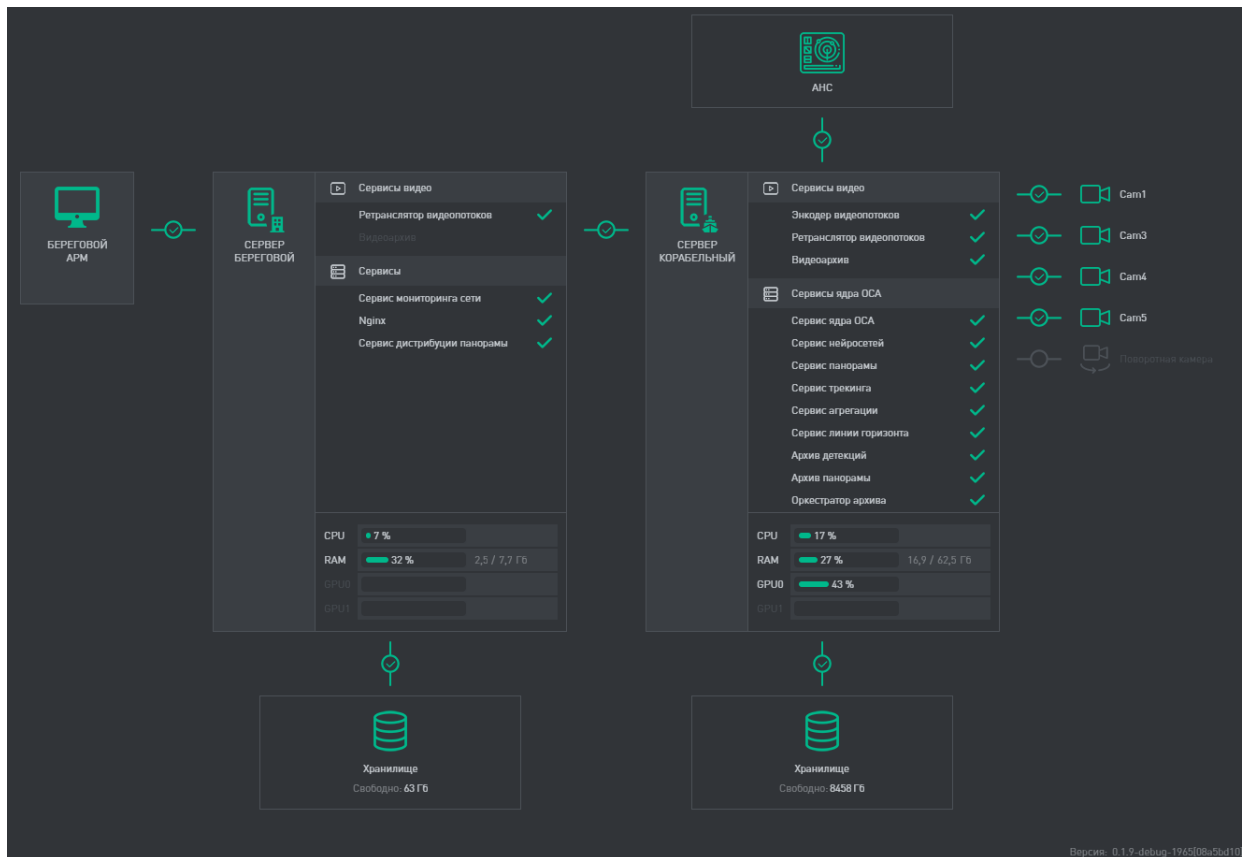 АНС
БЕРЕГОВОЙ
АРМ
СЕРВЕР
БЕРЕГОВОЙ
Сервисы видео
Ретранслятор видеопотоков
Видеоархив
Сервисы
Сервис мониторинга сети
Nginx
Сервис дистрибуции панорамы
CPU 7 %
RAM 32 % 2,5 / 7,7 Гб
GPU0
GPU1
Хранилище
Свободно: 63 Гб
СЕРВЕР
КОРАБЕЛЬНЫЙ
Сервисы видео
Энкодер видеопотоков
Ретранслятор видеопотоков
Видеоархив
Сервисы ядра ОСА
Сервис ядра ОСА
Сервис нейросетей
Сервис панорамы
Сервис трекинга
Сервис агрегации
Сервис линии горизонта
Архив детекций
Архив панорамы
Оркестратор архива
CPU 17 %
RAM 27 % 16,9 / 62,5 Гб
GPU0 43 %
GPU1
Хранилище
Свободно: 8458 Гб
Cam1
Cam3
Cam4
Cam5
Поворотная камера
Версия: 0.1.9-debug-1965[08a5bd10]